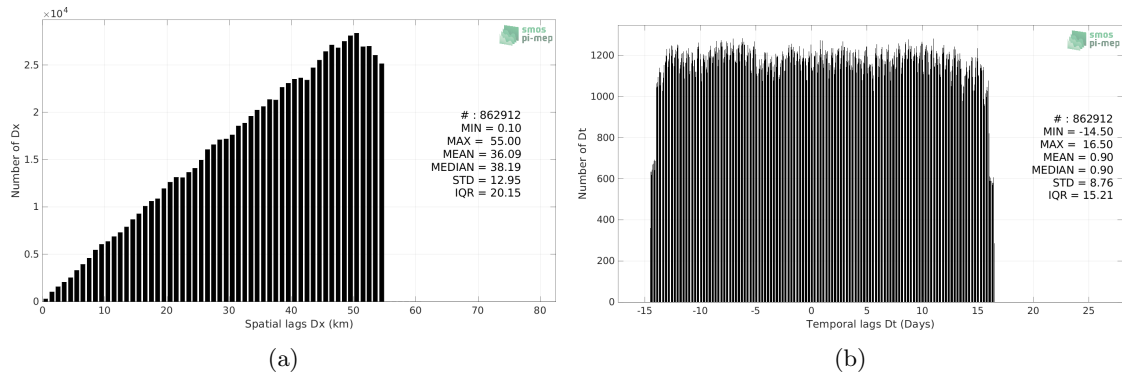 ×10⁴
2.5
2
1.5
1
0.5
0
Number of Dx
0 10 20 30 40 50 60 70 80
Spatial lags Dx (km)
smos
pi-mep
# : 862912
MIN = 0.10
MAX = 55.00
MEAN = 36.09
MEDIAN = 38.19
STD = 12.95
IQR = 20.15
(a)
1200
1000
800
600
400
200
0
Number of Dt
-15 -10 -5 0 5 10 15 20 25
Temporal lags Dt (Days)
smos
pi-mep
# : 862912
MIN = -14.50
MAX = 16.50
MEAN = 0.90
MEDIAN = 0.90
STD = 8.76
IQR = 15.21
(b)